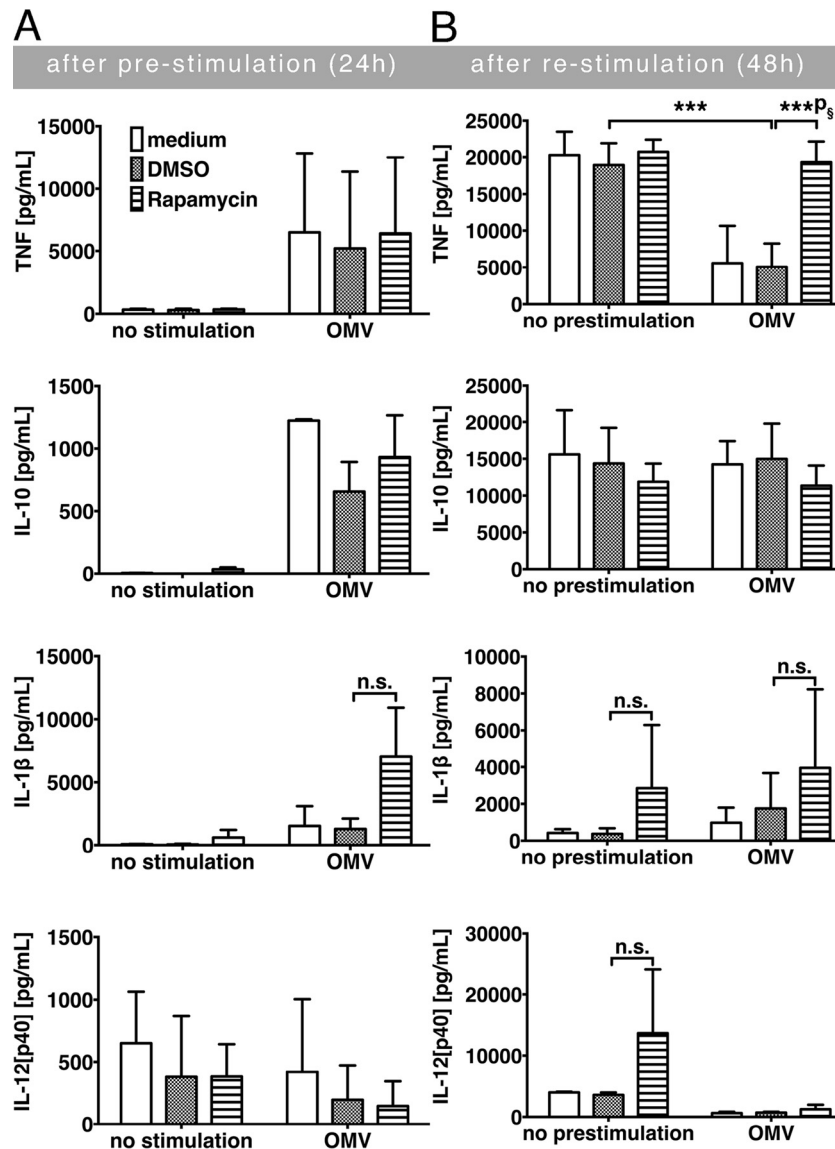 A
B
after pre-stimulation (24h)
after re-stimulation (48h)
TNF [pg/mL]
15000
10000
5000
0
medium
DMSO
Rapamycin
no stimulation
OMV
TNF [pg/mL]
25000
20000
15000
10000
5000
0
***
***p§
no prestimulation
OMV
IL-10 [pg/mL]
1500
1000
500
0
no stimulation
OMV
IL-10 [pg/mL]
25000
20000
15000
10000
5000
0
no prestimulation
OMV
IL-1β [pg/mL]
15000
10000
5000
0
n.s.
no stimulation
OMV
IL-1β [pg/mL]
10000
8000
6000
4000
2000
0
n.s.
n.s.
no prestimulation
OMV
IL-12[p40] [pg/mL]
1500
1000
500
0
no stimulation
OMV
IL-12[p40] [pg/mL]
30000
20000
10000
0
n.s.
no prestimulation
OMV